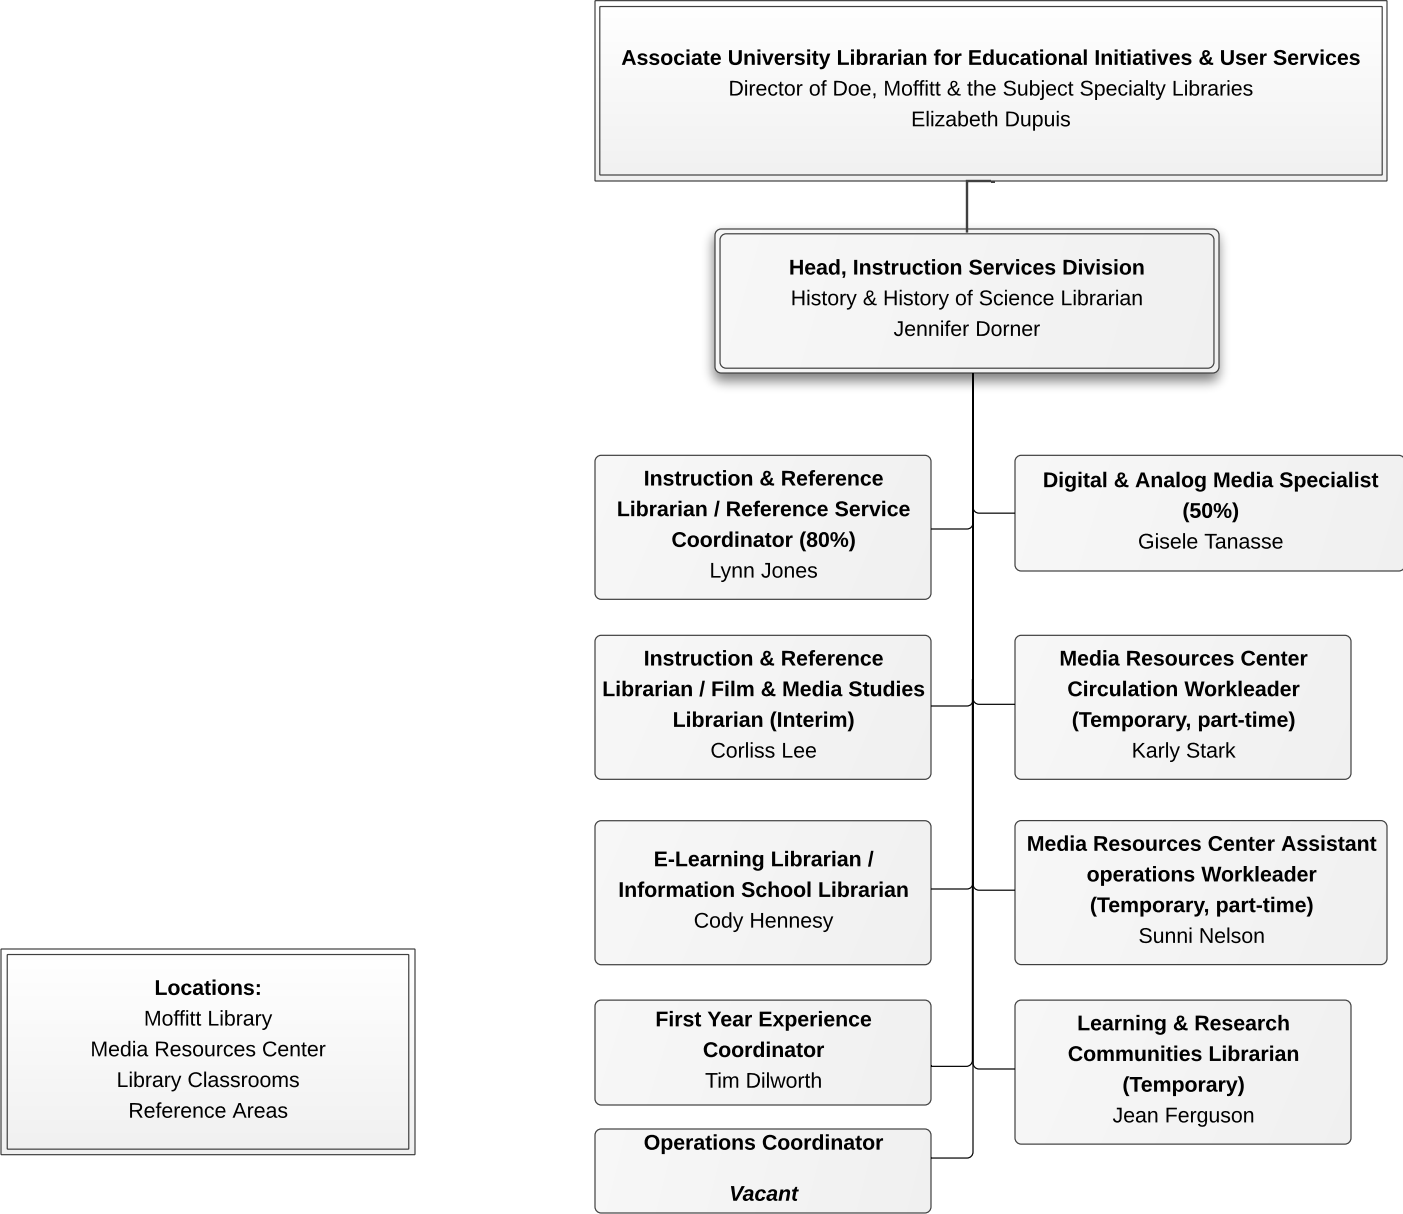 Associate University Librarian for Educational Initiatives & User Services
Director of Doe, Moffitt & the Subject Specialty Libraries
Elizabeth Dupuis
Head, Instruction Services Division
History & History of Science Librarian
Jennifer Dorner
Instruction & Reference
Librarian / Reference Service
Coordinator (80%)
Lynn Jones
Digital & Analog Media Specialist
(50%)
Gisele Tanasse
Instruction & Reference
Librarian / Film & Media Studies
Librarian (Interim)
Corliss Lee
Media Resources Center
Circulation Workleader
(Temporary, part-time)
Karly Stark
E-Learning Librarian /
Information School Librarian
Cody Hennesy
Media Resources Center Assistant
operations Workleader
(Temporary, part-time)
Sunni Nelson
Locations:
Moffitt Library
Media Resources Center
Library Classrooms
Reference Areas
First Year Experience
Coordinator
Tim Dilworth
Learning & Research
Communities Librarian
(Temporary)
Jean Ferguson
Operations Coordinator
Vacant